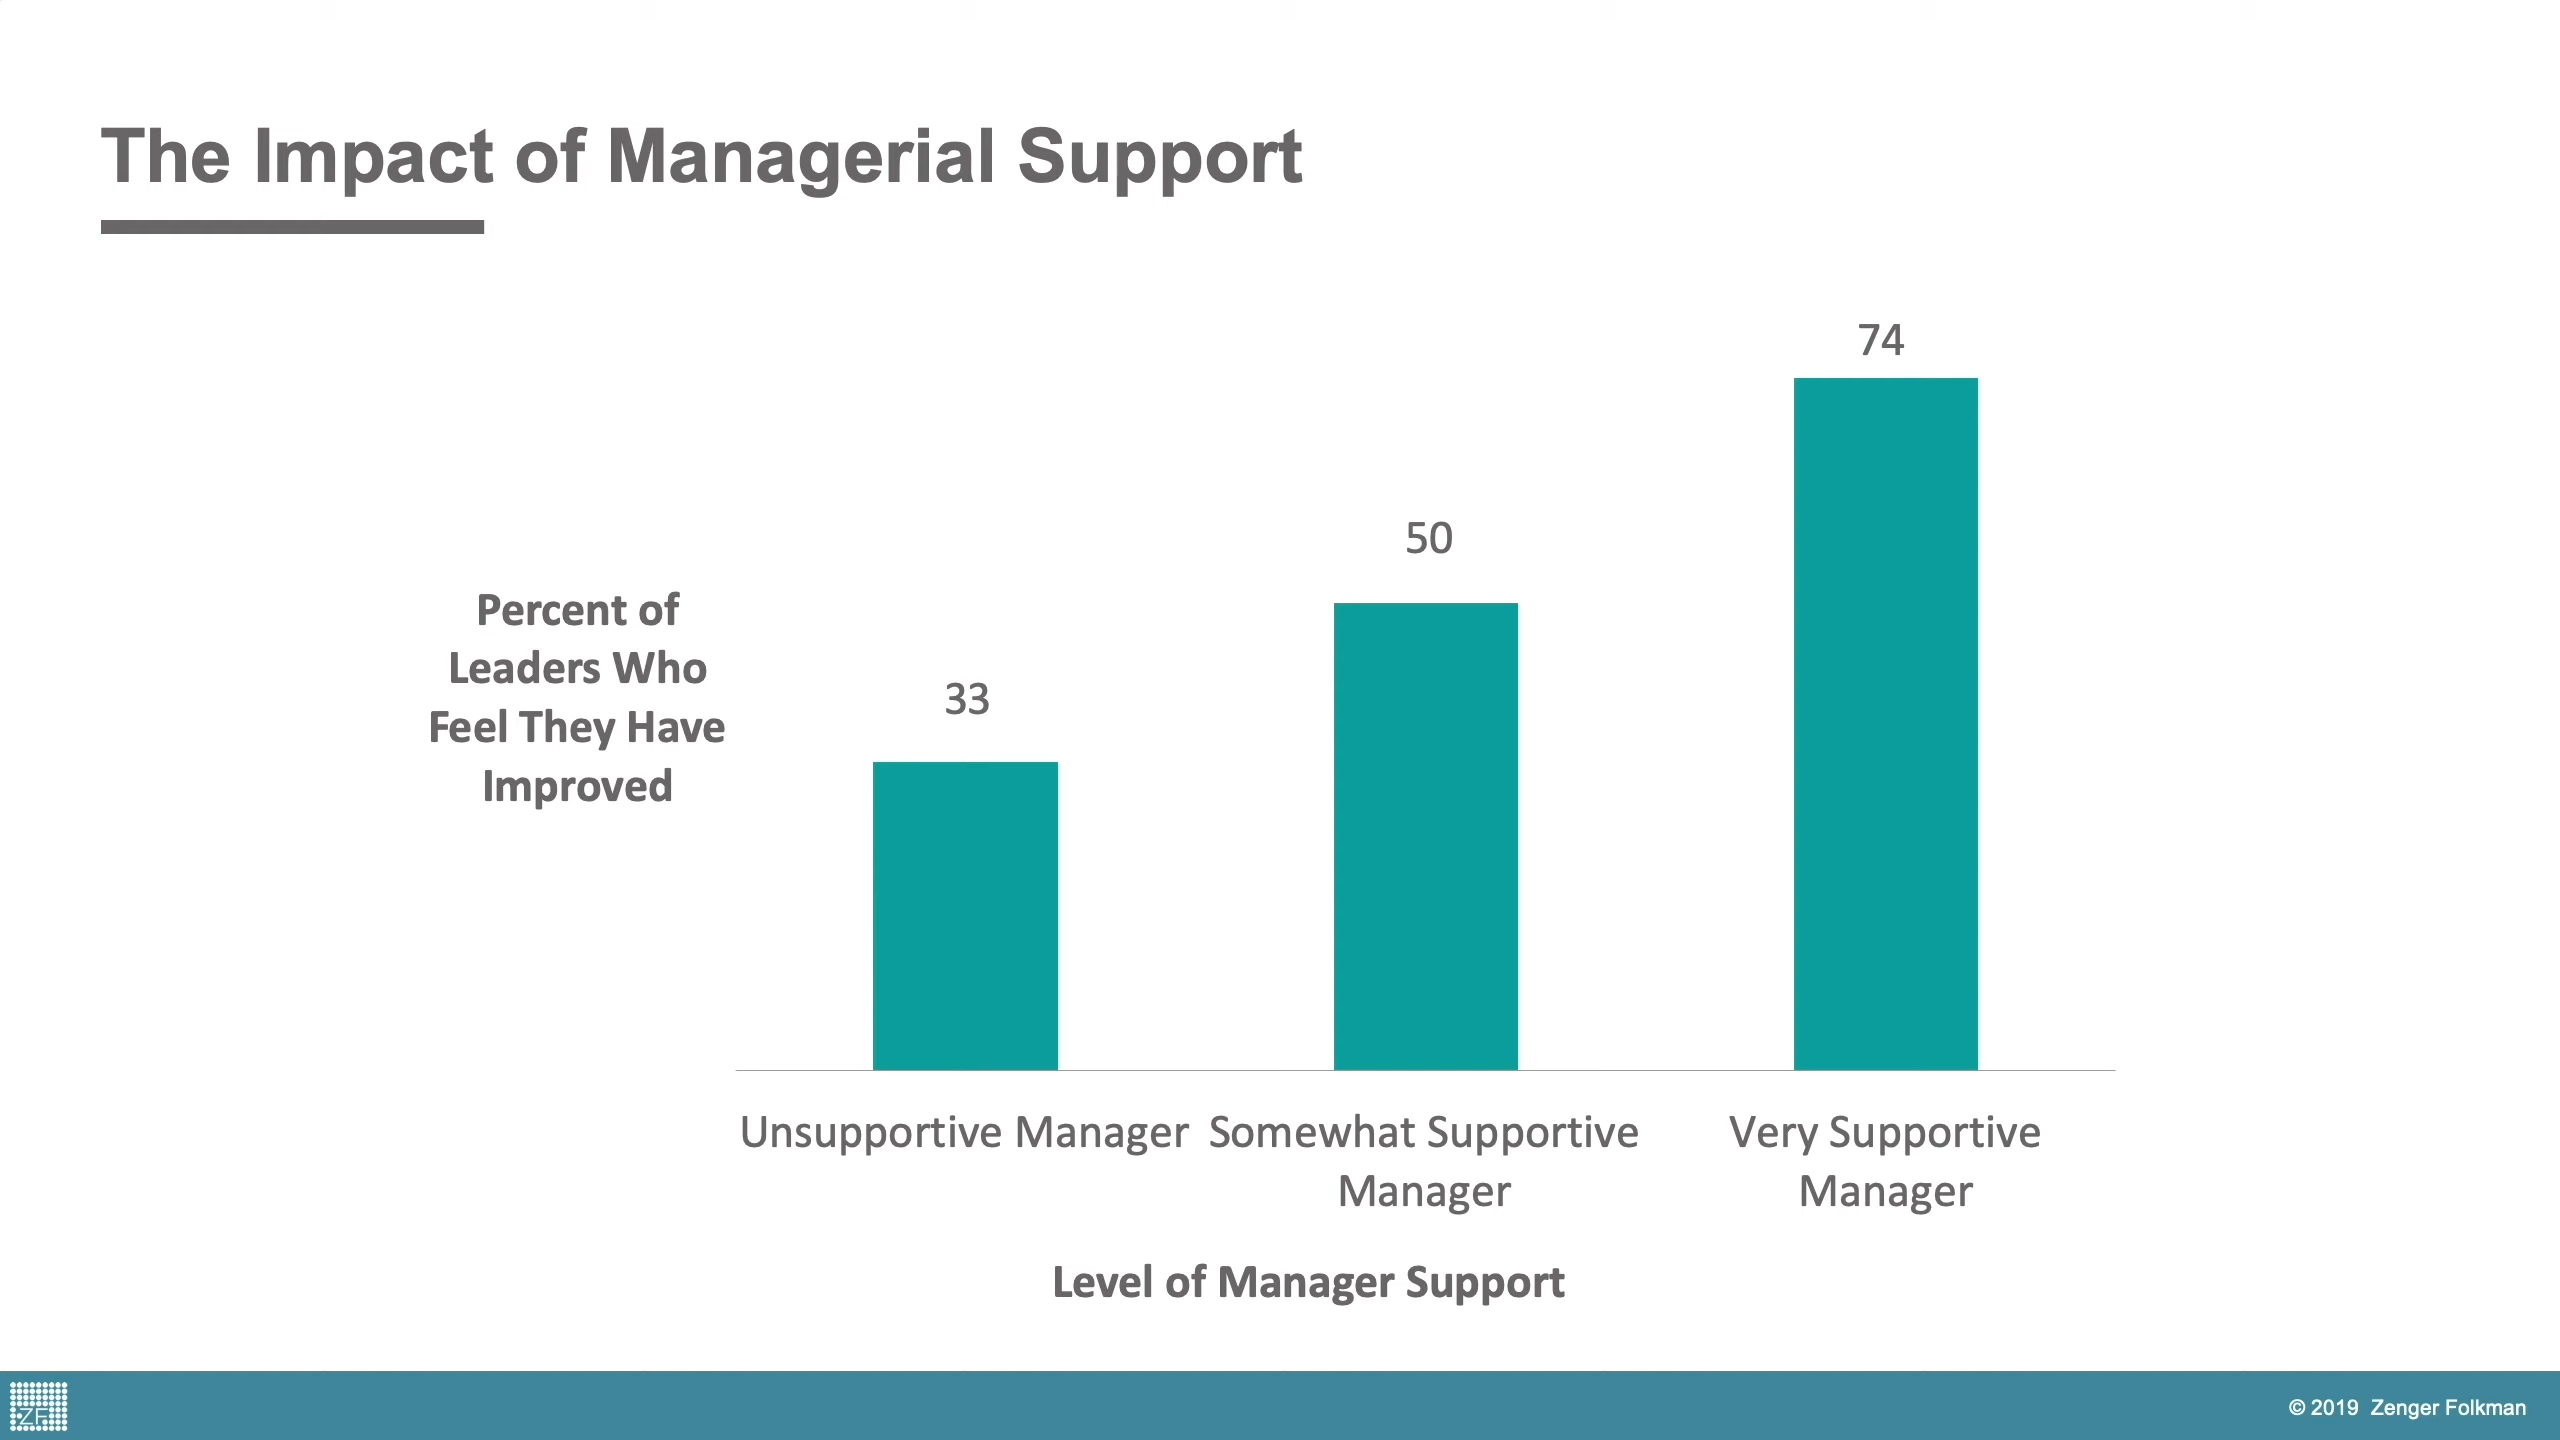 The Impact of Managerial Support
74
50
33
Percent of
Leaders Who
Feel They Have
Improved
Unsupportive Manager
Somewhat Supportive
Manager
Very Supportive
Manager
Level of Manager Support
ZF
© 2019 Zenger Folkman